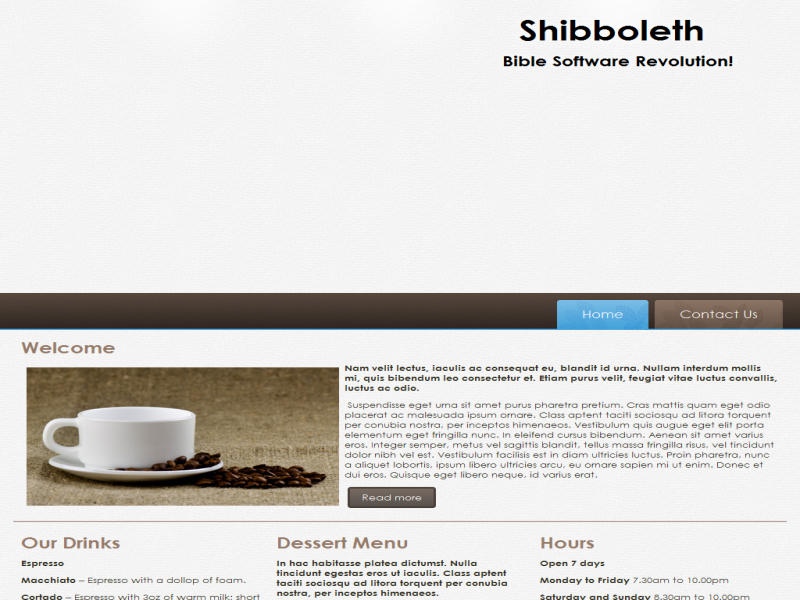 Shibboleth
Bible Software Revolution!
Home
Contact Us
Welcome
Nam velit lectus, iaculis ac consequat eu, blandit id urna. Nullam interdum mollis
mi, quis bibendum leo consectetur et. Etiam purus velit, feugiat vitae luctus convallis,
luctus ac odio.
Suspendisse eget urna sit amet purus pharetra pretium. Cras mattis quam eget odio
placerat ac malesuada ipsum ornare. Class aptent taciti sociosqu ad litora torquent
per conubia nostra, per inceptos himenaeos. Vestibulum quis augue eget elit porta
elementum eget fringilla nunc. In eleifend cursus bibendum. Aenean sit amet varius
eros. Integer semper, metus vel sagittis blandit, tellus massa fringilla risus, vel tincidunt
dolor nibh vel est. Vestibulum facilisis est in diam ultricies luctus. Proin pharetra, nunc
a aliquet lobortis, ipsum libero ultricies arcu, eu ornare sapien mi ut enim. Donec et
dui eros. Quisque eget libero neque, id varius erat.
Read more
Our Drinks
Espresso
Macchiato – Espresso with a dollop of foam.
Cortado – Espresso with 3oz of warm milk; short
Dessert Menu
In hac habitasse platea dictumst. Nulla
tincidunt egestas eros ut iaculis. Class aptent
taciti sociosqu ad litora torquent per conubia
nostra, per inceptos himenaeos.
Hours
Open 7 days
Monday to Friday 7.30am to 10.00pm
Saturday and Sunday 8.30am to 10.00pm